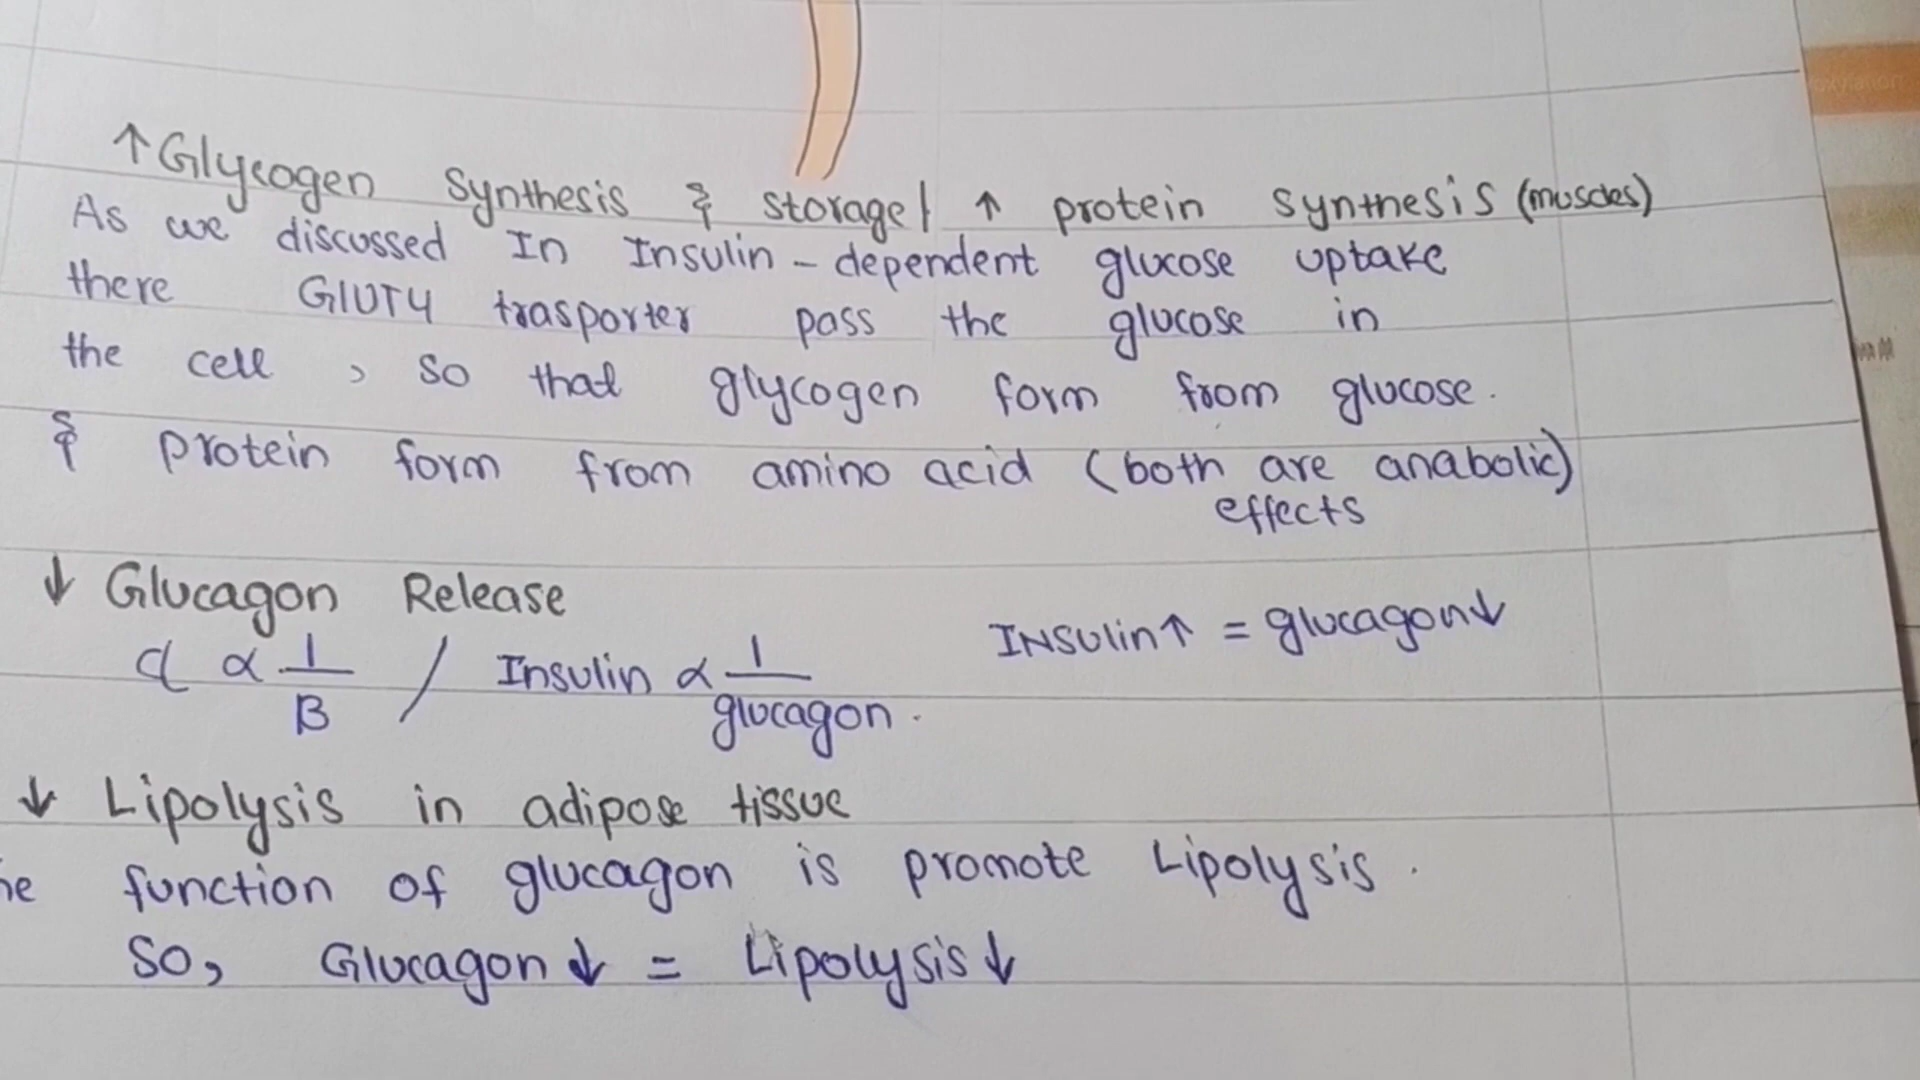 ↑ Glycogen Synthesis & storage | ↑ protein synthesis (muscles)
As we discussed In Insulin - dependent glucose uptake
there GlUT4 trasporter pass the glucose in
the cell , so that glycogen form from glucose.
& protein form from amino acid (both are anabolic)
effects
↓ Glucagon Release
α ∝ 1/B / Insulin ∝ 1/glucagon.
INSulin↑ = glucagon↓
↓ Lipolysis in adipose tissue
he function of glucagon is promote Lipolysis.
So, Glucagon↓ = Lipolysis↓